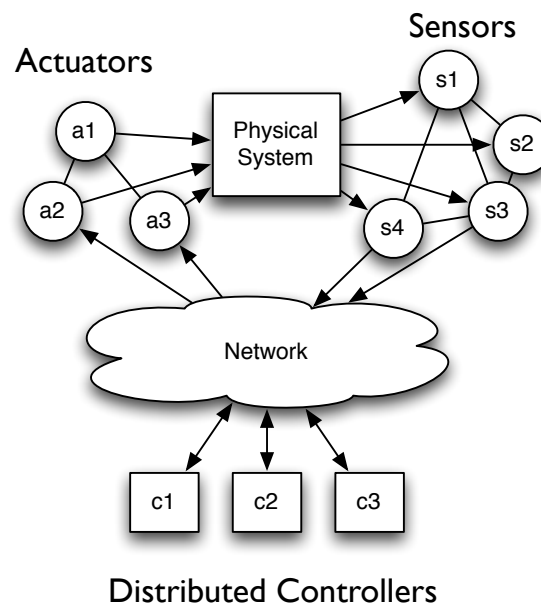 Sensors
Actuators
s1
a1
Physical
System
s2
a2
a3
s4
s3
Network
c1
c2
c3
Distributed Controllers